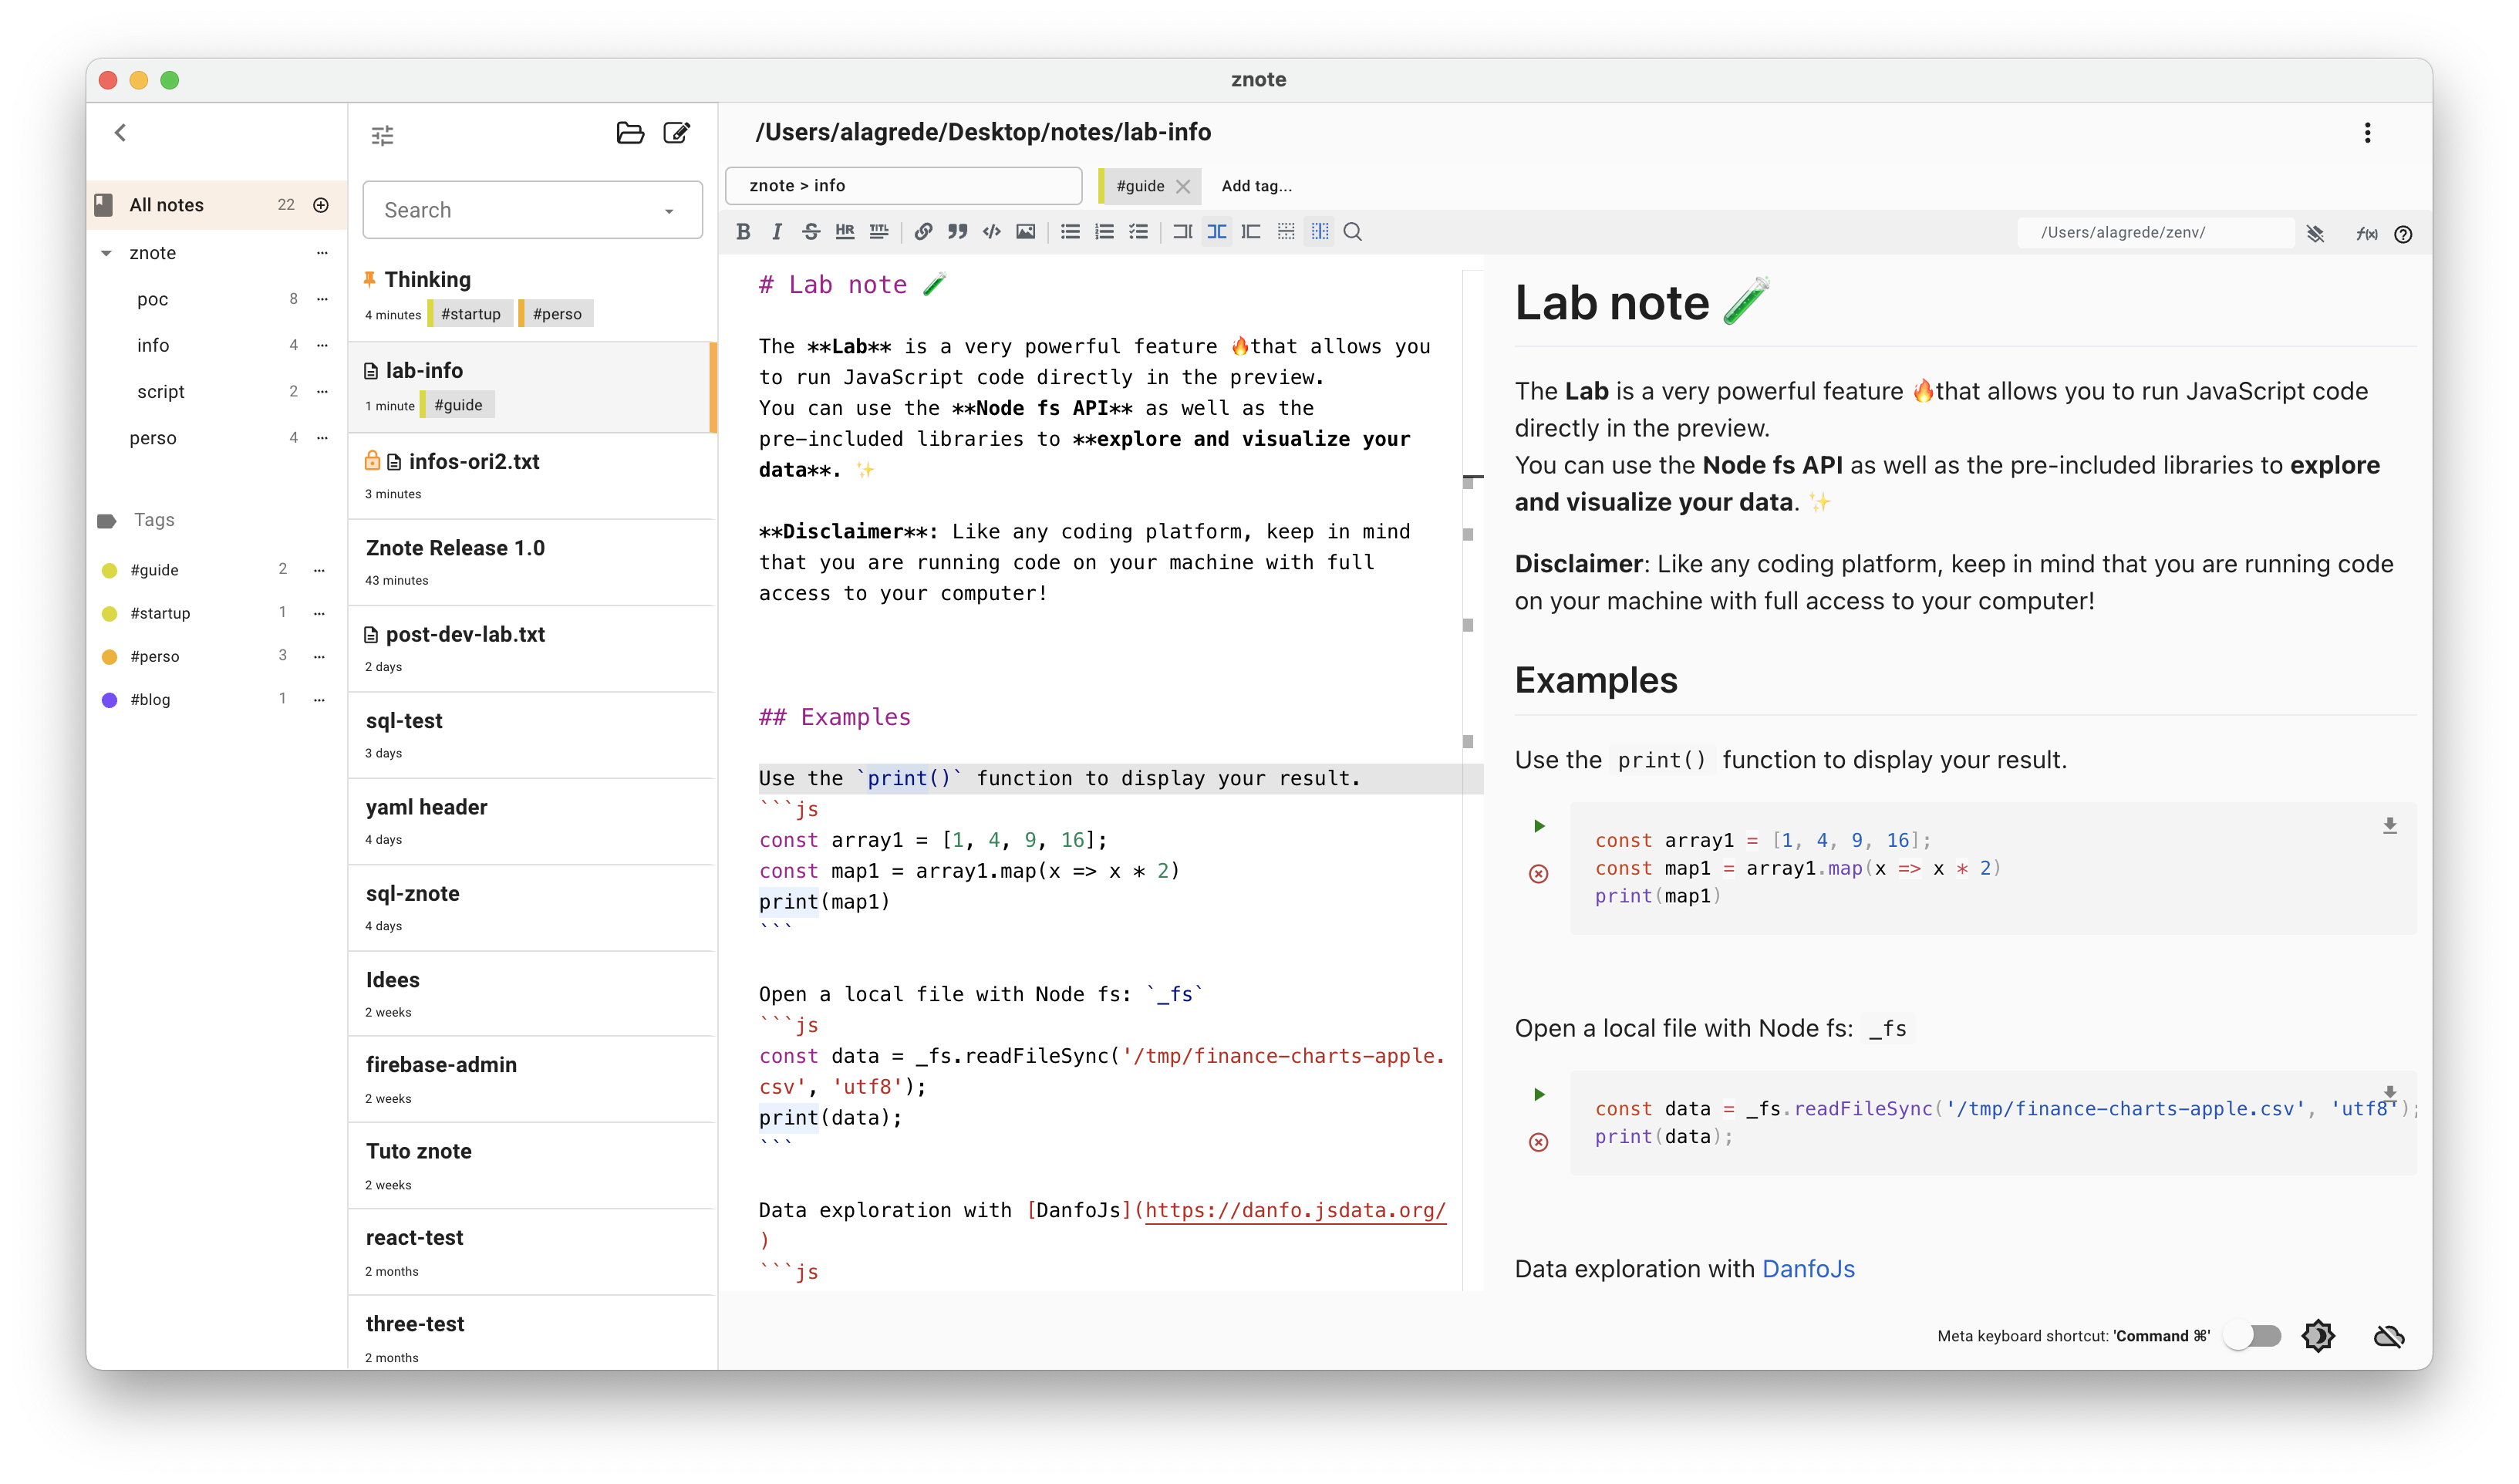 znote
All notes 22
znote
poc 8
info 4
script 2
perso 4
Tags
#guide 2
#startup 1
#perso 3
#blog 1
Search
Thinking
4 minutes #startup #perso
lab-info
1 minute #guide
infos-ori2.txt
3 minutes
Znote Release 1.0
43 minutes
post-dev-lab.txt
2 days
sql-test
3 days
yaml header
4 days
sql-znote
4 days
Idees
2 weeks
firebase-admin
2 weeks
Tuto znote
2 weeks
react-test
2 months
three-test
2 months
/Users/alagrede/Desktop/notes/lab-info
znote > info #guide Add tag...
B I S HR TITL /Users/alagrede/zenv/ f(x)
# Lab note 🧪
The **Lab** is a very powerful feature 🔥that allows you
to run JavaScript code directly in the preview.
You can use the **Node fs API** as well as the
pre-included libraries to **explore and visualize your
data**. ✨
**Disclaimer**: Like any coding platform, keep in mind
that you are running code on your machine with full
access to your computer!
## Examples
Use the `print()` function to display your result.
```js
const array1 = [1, 4, 9, 16];
const map1 = array1.map(x => x * 2)
print(map1)
```
Open a local file with Node fs: `_fs`
```js
const data = _fs.readFileSync('/tmp/finance-charts-apple.
csv', 'utf8');
print(data);
```
Data exploration with [DanfoJs](https://danfo.jsdata.org/
)
```js
Lab note 🧪
The Lab is a very powerful feature 🔥that allows you to run JavaScript code
directly in the preview.
You can use the Node fs API as well as the pre-included libraries to explore
and visualize your data. ✨
Disclaimer: Like any coding platform, keep in mind that you are running code
on your machine with full access to your computer!
Examples
Use the print() function to display your result.
const array1 = [1, 4, 9, 16];
const map1 = array1.map(x => x * 2)
print(map1)
Open a local file with Node fs: _fs
const data = _fs.readFileSync('/tmp/finance-charts-apple.csv', 'utf8');
print(data);
Data exploration with DanfoJs
Meta keyboard shortcut: 'Command ⌘'